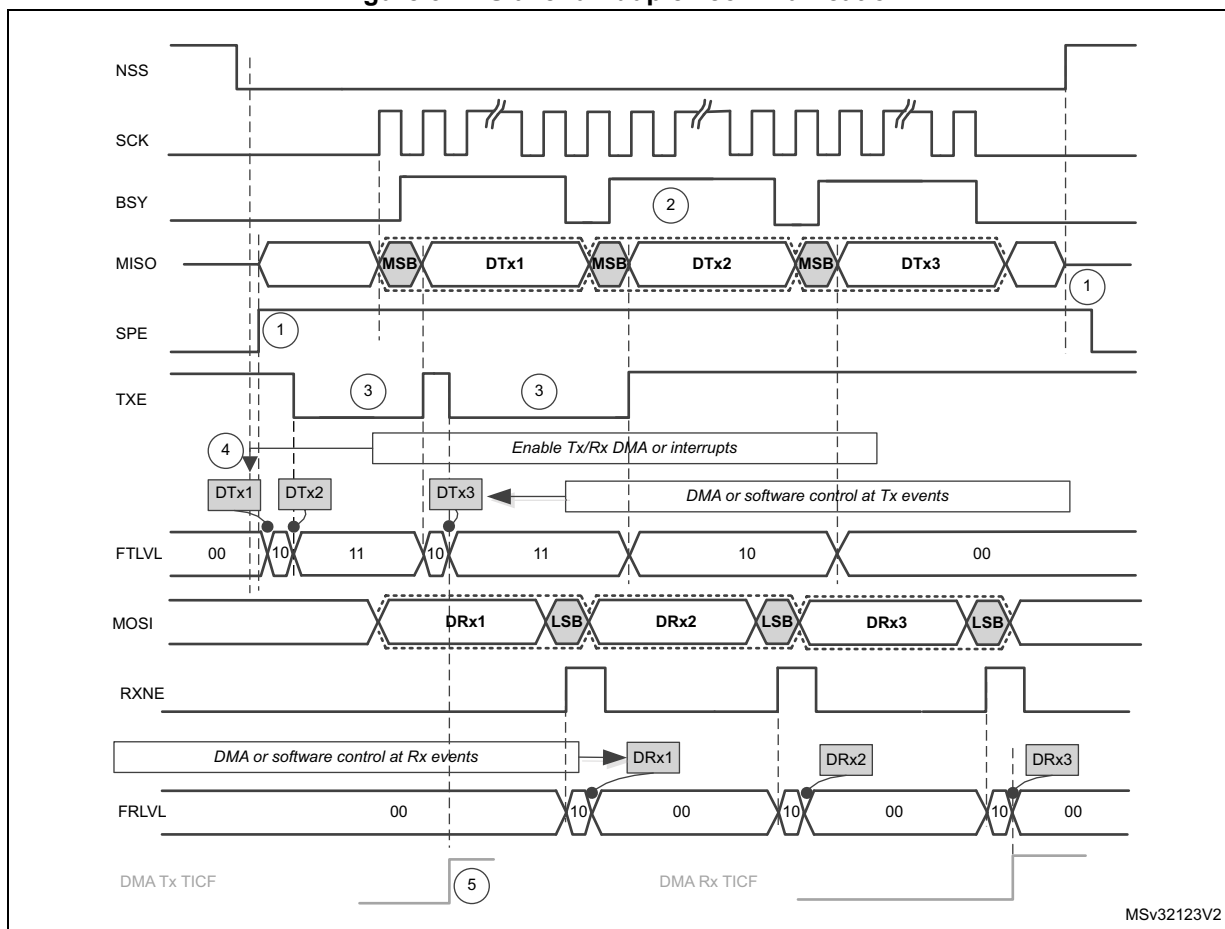 NSS
SCK
BSY
2
MISO
MSB DTx1 MSB DTx2 MSB DTx3
1
SPE
1
TXE
3 3
4
Enable Tx/Rx DMA or interrupts
DTx1 DTx2 DTx3
DMA or software control at Tx events
FTLVL
00 10 11 10 11 10 00
MOSI
DRx1 LSB DRx2 LSB DRx3 LSB
RXNE
DMA or software control at Rx events
DRx1 DRx2 DRx3
FRLVL
00 10 00 10 00 10 00
DMA Tx TICF
5
DMA Rx TICF
MSv32123V2